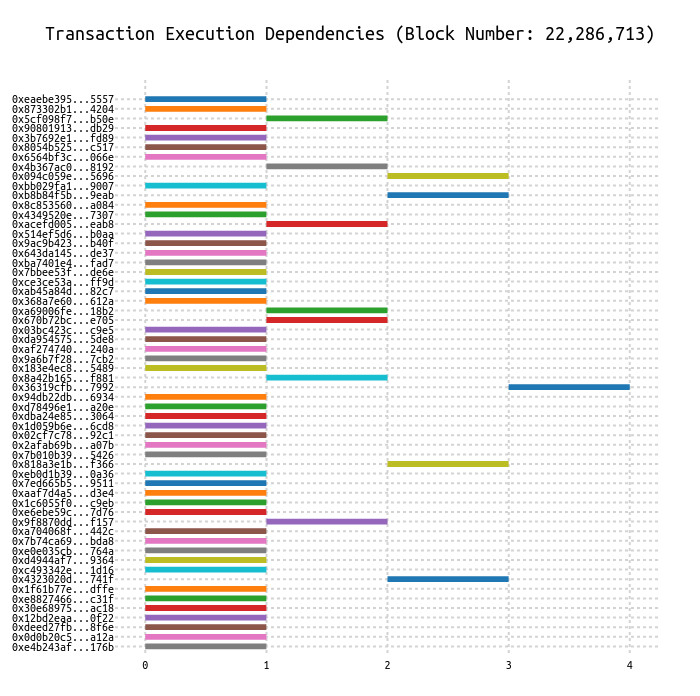 Transaction Execution Dependencies (Block Number: 22,286,713)
0xeaebe395...5557
0x873302b1...4204
0x5cf098f7...b50e
0x90801913...db29
0x3b7692e1...fd89
0x8054b525...c517
0x6564bf3c...066e
0x4b367ac0...8192
0x094c059e...5696
0xbb029fa1...9007
0xb8b84f5b...9eab
0x8c853560...a084
0x4349520e...7307
0xacefd005...eab8
0x514ef5d6...b0aa
0x9ac9b423...b40f
0x643da145...de37
0xba7401e4...fad7
0x7bbee53f...de6e
0xce3ce53a...ff9d
0xab45a84d...82c7
0x368a7e60...612a
0xa69006fe...18b2
0x670b72bc...e705
0x03bc423c...c9e5
0xda954575...5de8
0xaf274740...240a
0x9a6b7f28...7cb2
0x183e4ec8...5489
0x8a42b165...f881
0x36319cfb...7992
0x94db22db...6934
0xd78496e1...a20e
0xdba24e85...3064
0x1d059b6e...6cd8
0x02cf7c78...92c1
0x2afab69b...a07b
0x7b010b39...5426
0x818a3e1b...f366
0xeb0d1b39...0a36
0x7ed665b5...9511
0xaaf7d4a5...d3e4
0x1c6055f0...c9eb
0xe6ebe59c...7d76
0x9f8870dd...f157
0xa704068f...442c
0x7b74ca69...bda8
0xe0e035cb...764a
0xd4944af7...9364
0xc493342e...1d16
0x4323020d...741f
0x1f61b77e...dffe
0xe8827466...c31f
0x30e68975...ac18
0x12bd2eaa...0f22
0xdeed27fb...8f6e
0x0d0b20c5...a12a
0xe4b243af...176b
0 1 2 3 4